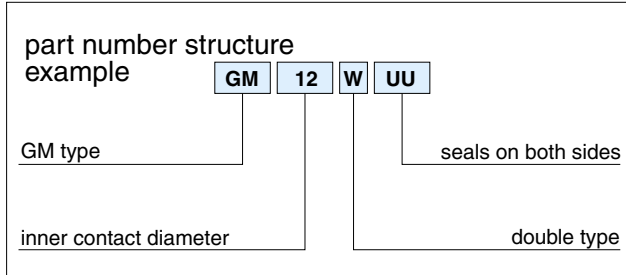 part number structure
example GM 12 W UU
GM type seals on both sides
inner contact diameter double type